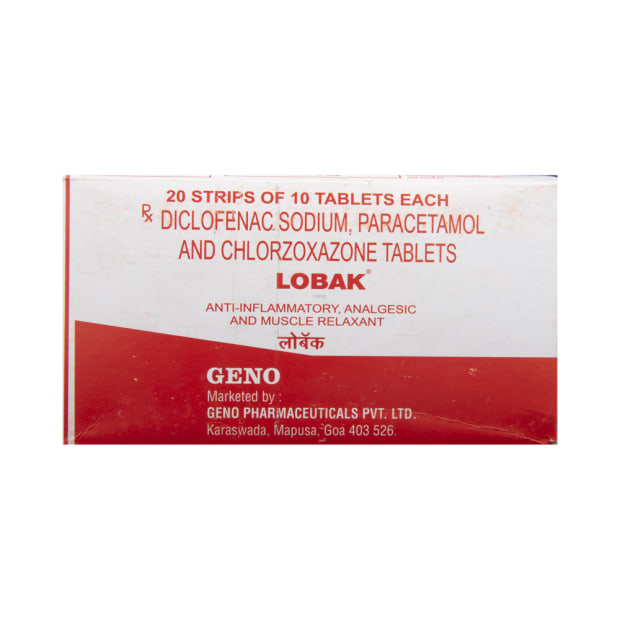 20 STRIPS OF 10 TABLETS EACH
℞ DICLOFENAC SODIUM, PARACETAMOL
AND CHLORZOXAZONE TABLETS
LOBAK®
ANTI-INFLAMMATORY, ANALGESIC
AND MUSCLE RELAXANT
लोबॅक
GENO
Marketed by :
GENO PHARMACEUTICALS PVT. LTD.
Karaswada, Mapusa, Goa 403 526.